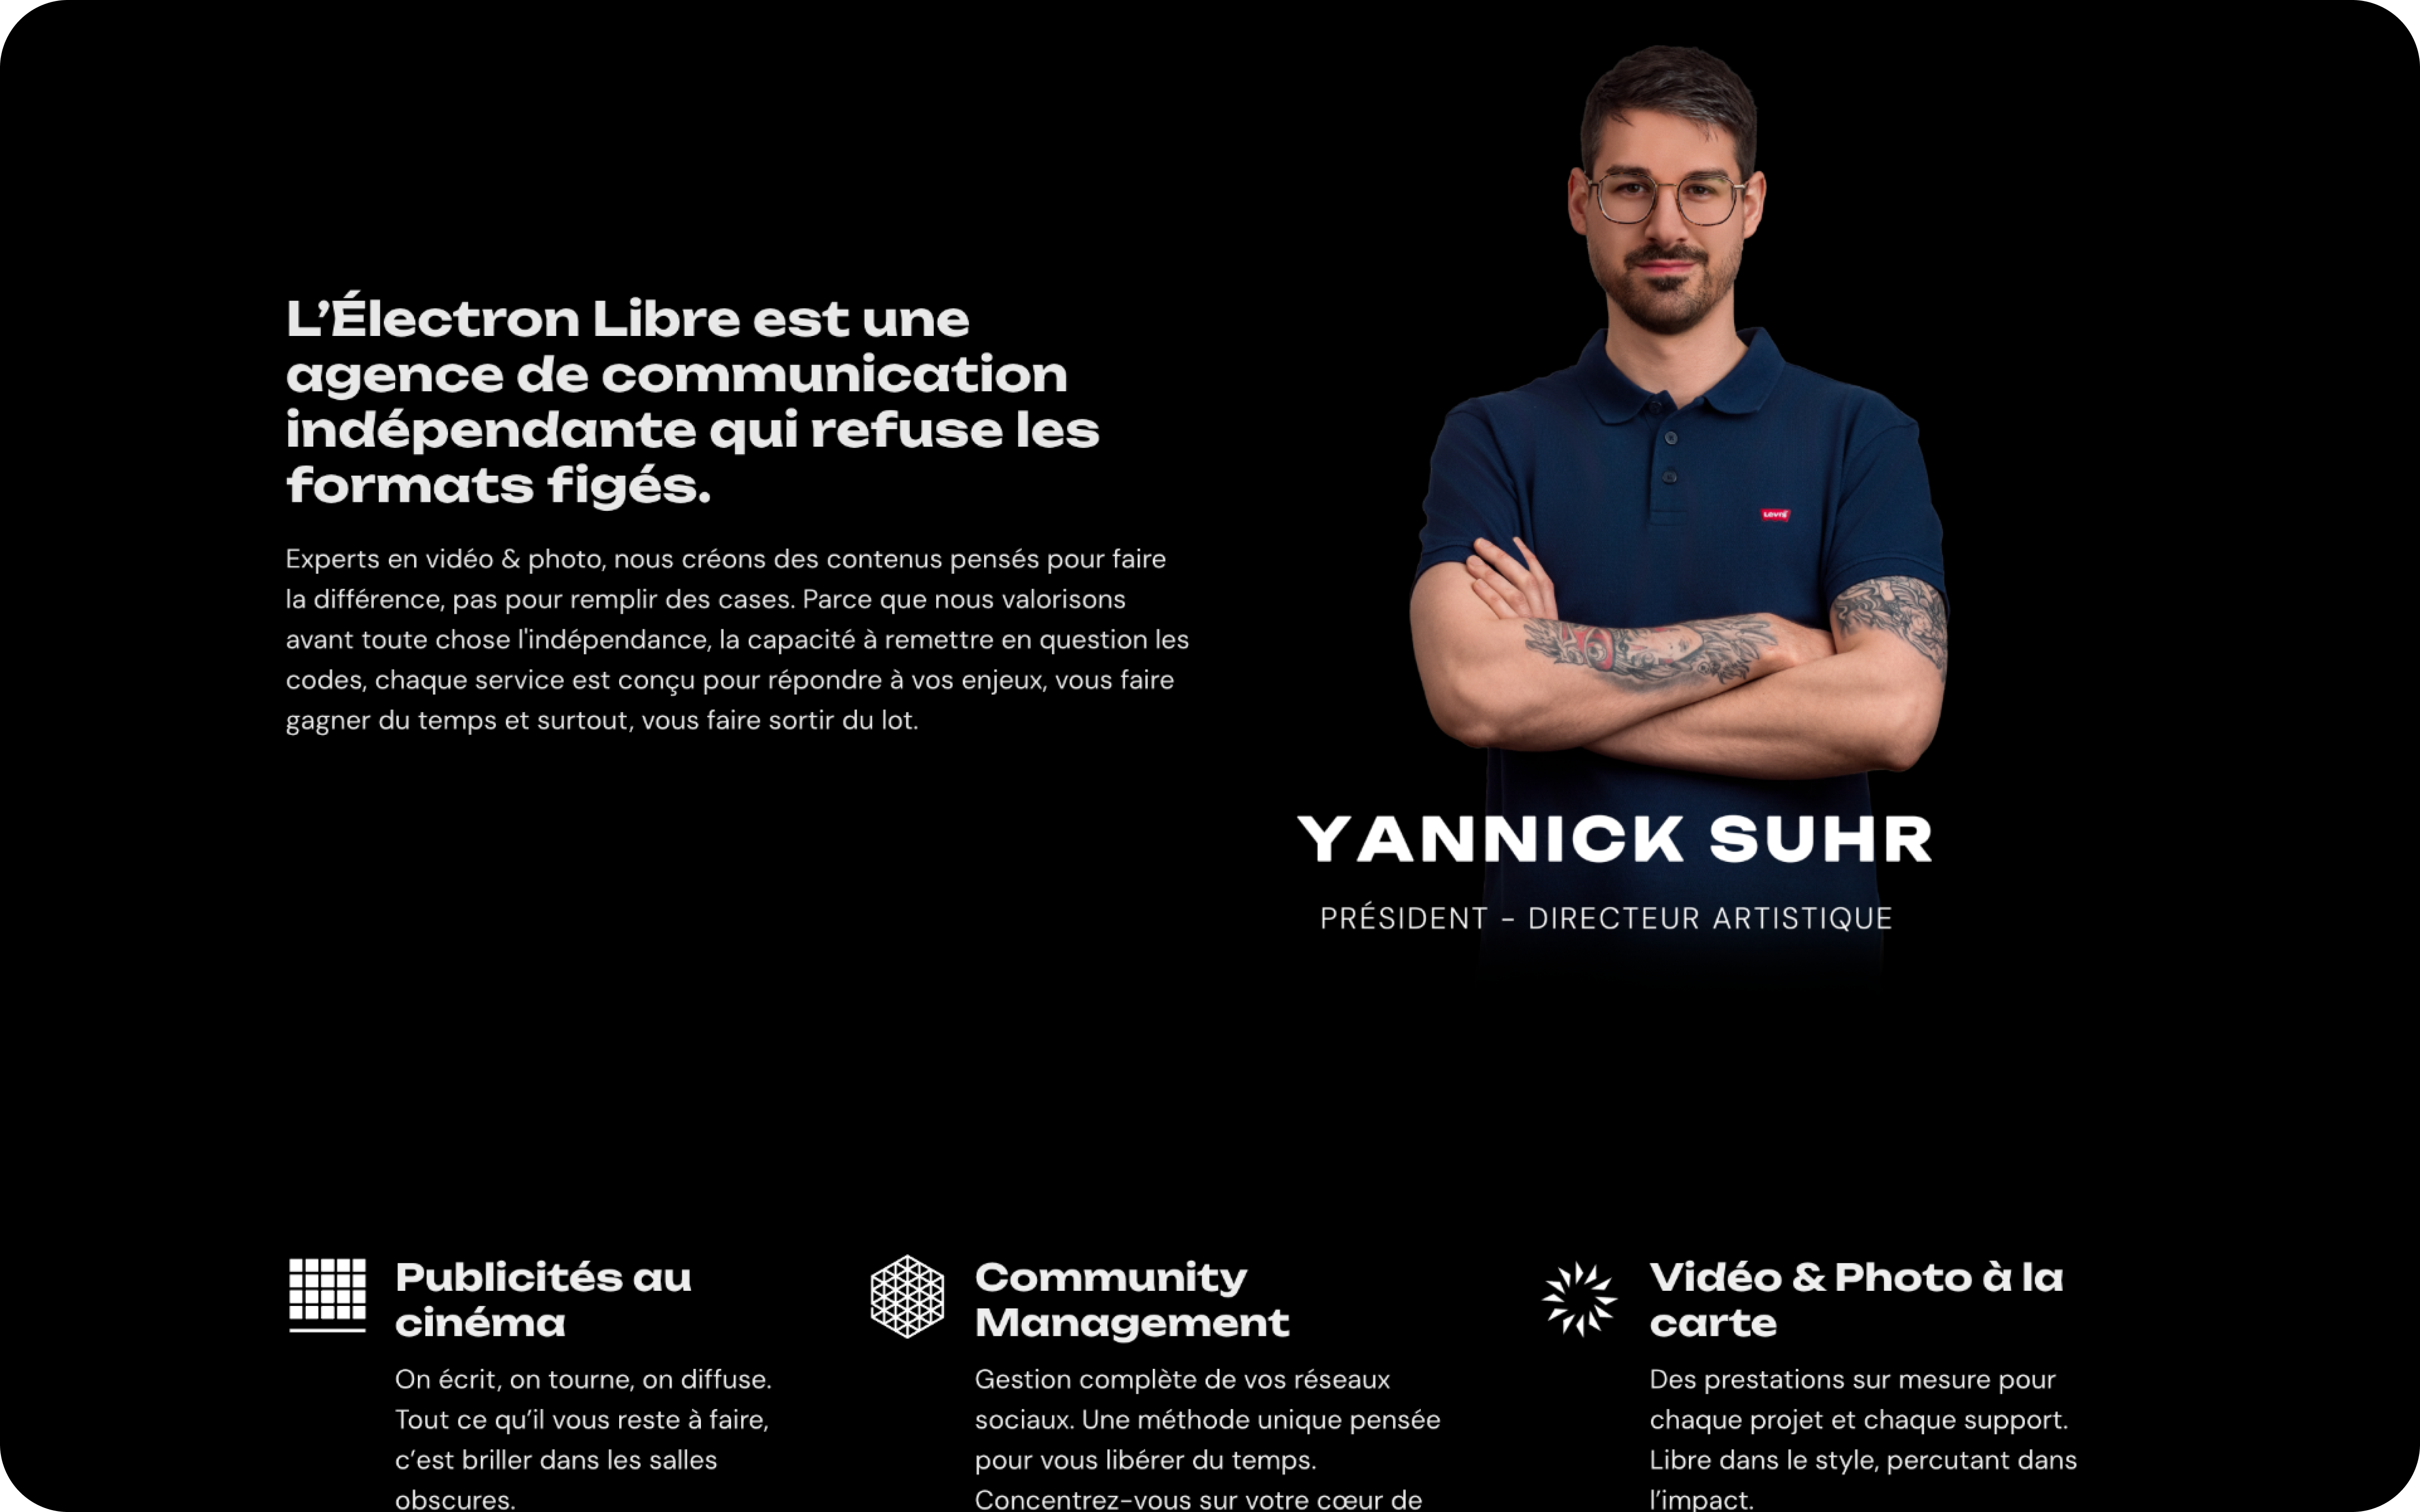 L’Électron Libre est une
agence de communication
indépendante qui refuse les
formats figés.
Experts en vidéo & photo, nous créons des contenus pensés pour faire
la différence, pas pour remplir des cases. Parce que nous valorisons
avant toute chose l'indépendance, la capacité à remettre en question les
codes, chaque service est conçu pour répondre à vos enjeux, vous faire
gagner du temps et surtout, vous faire sortir du lot.
Levi's
YANNICK SUHR
PRÉSIDENT – DIRECTEUR ARTISTIQUE
Publicités au
cinéma
On écrit, on tourne, on diffuse.
Tout ce qu’il vous reste à faire,
c’est briller dans les salles
obscures.
Community
Management
Gestion complète de vos réseaux
sociaux. Une méthode unique pensée
pour vous libérer du temps.
Concentrez-vous sur votre cœur de
Vidéo & Photo à la
carte
Des prestations sur mesure pour
chaque projet et chaque support.
Libre dans le style, percutant dans
l’impact.